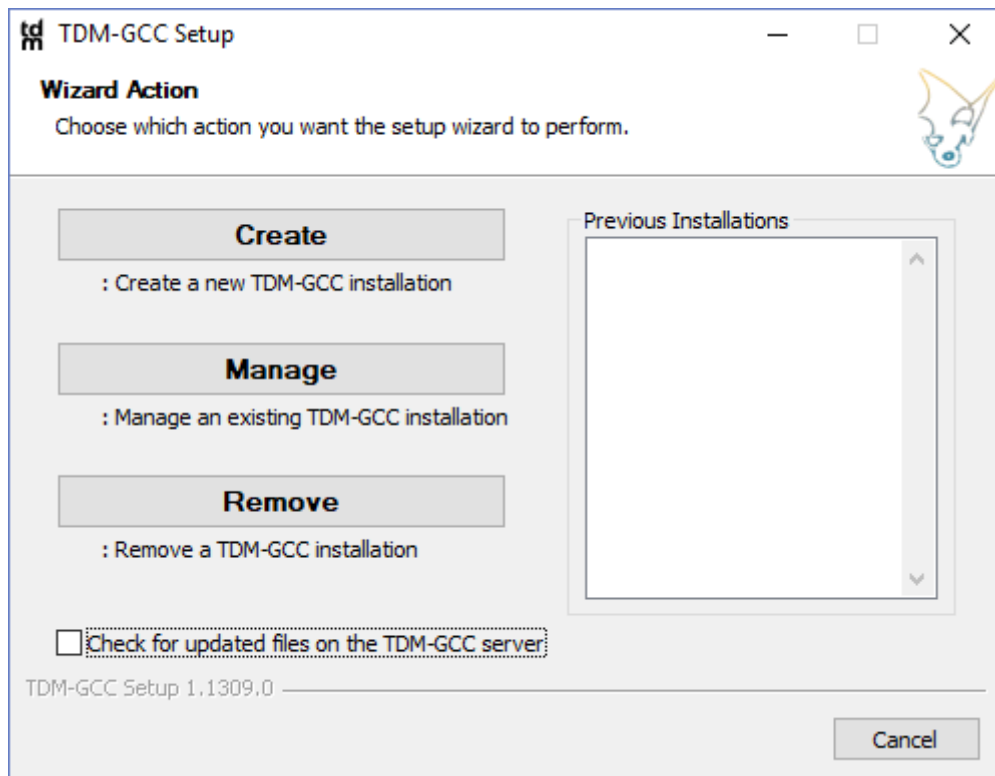 tdm TDM-GCC Setup
Wizard Action
Choose which action you want the setup wizard to perform.
Create
: Create a new TDM-GCC installation
Manage
: Manage an existing TDM-GCC installation
Remove
: Remove a TDM-GCC installation
Previous Installations
Check for updated files on the TDM-GCC server
TDM-GCC Setup 1.1309.0
Cancel